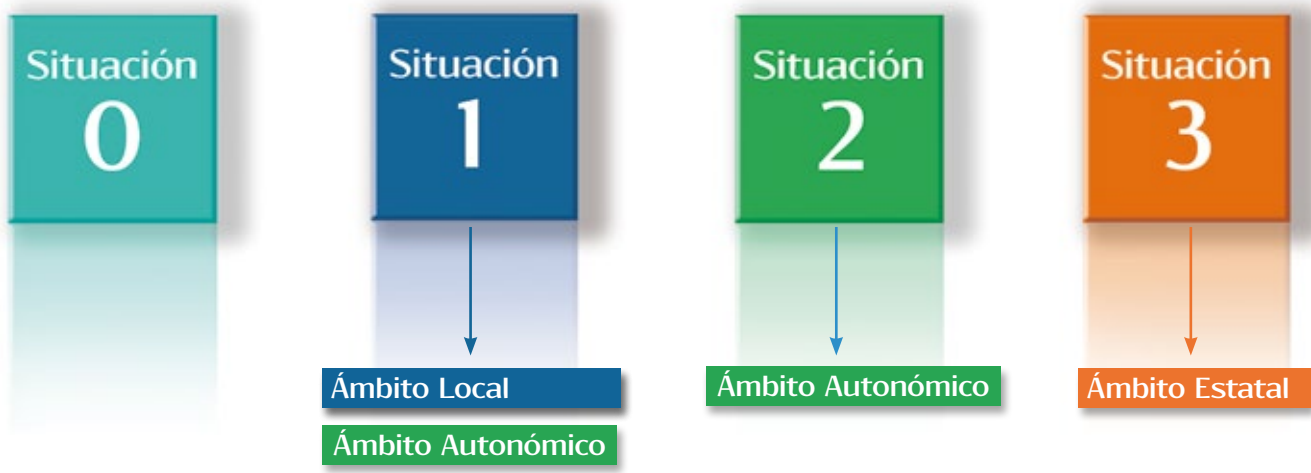 Situación
0
Situación
1
Situación
2
Situación
3
Ámbito Local
Ámbito Autonómico
Ámbito Autonómico
Ámbito Estatal